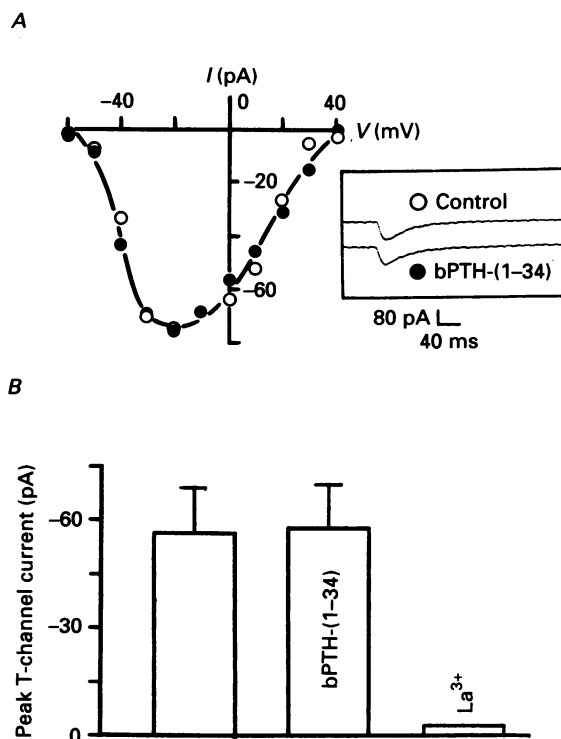 A
I (pA)
−40 0 40
V (mV)
−20
−60
Control
bPTH-(1–34)
80 pA
40 ms
B
Peak T-channel current (pA)
−60
−30
0
bPTH-(1–34)
La³⁺